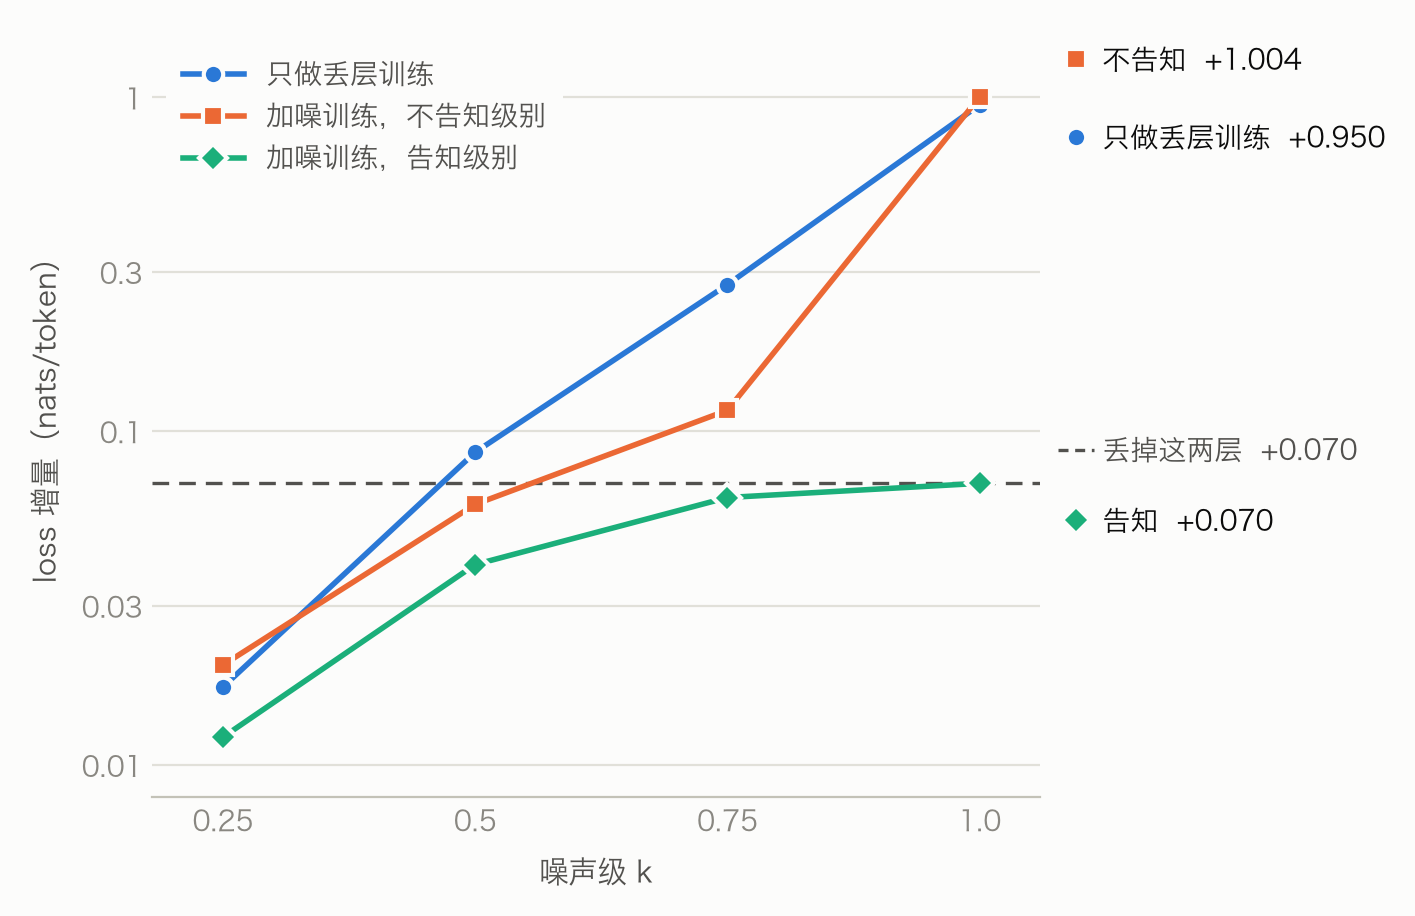 只做丢层训练
加噪训练，不告知级别
加噪训练，告知级别
不告知 +1.004
只做丢层训练 +0.950
丢掉这两层 +0.070
告知 +0.070
loss 增量（nats/token）
1
0.3
0.1
0.03
0.01
0.25 0.5 0.75 1.0
噪声级 k